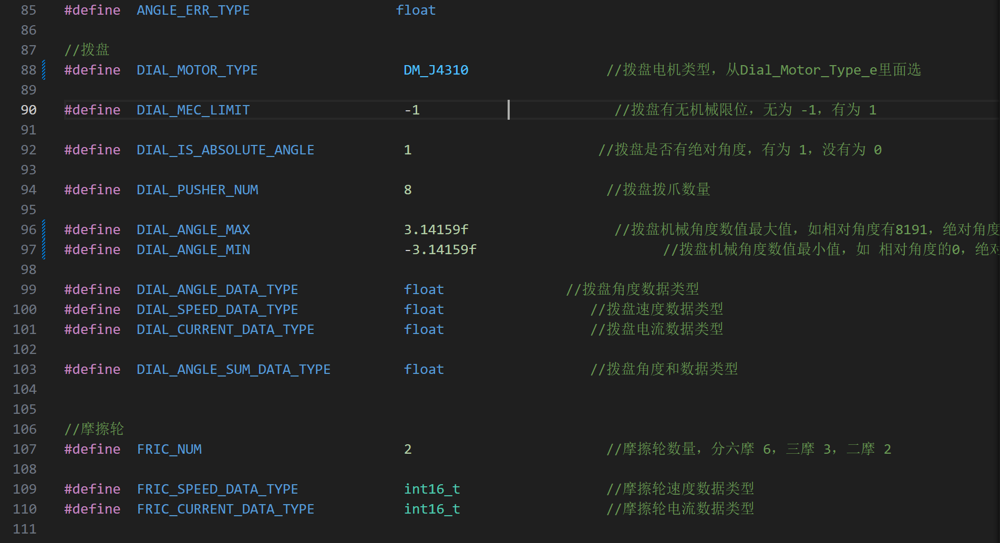 85 #define ANGLE_ERR_TYPE float
86
87 //拨盘
88 #define DIAL_MOTOR_TYPE DM_J4310 //拨盘电机类型，从Dial_Motor_Type_e里面选
89
90 #define DIAL_MEC_LIMIT -1 //拨盘有无机械限位，无为 -1，有为 1
91
92 #define DIAL_IS_ABSOLUTE_ANGLE 1 //拨盘是否有绝对角度，有为 1，没有为 0
93
94 #define DIAL_PUSHER_NUM 8 //拨盘拨爪数量
95
96 #define DIAL_ANGLE_MAX 3.14159f //拨盘机械角度数值最大值，如相对角度有8191，绝对角度
97 #define DIAL_ANGLE_MIN -3.14159f //拨盘机械角度数值最小值，如 相对角度的0，绝对
98
99 #define DIAL_ANGLE_DATA_TYPE float //拨盘角度数据类型
100 #define DIAL_SPEED_DATA_TYPE float //拨盘速度数据类型
101 #define DIAL_CURRENT_DATA_TYPE float //拨盘电流数据类型
102
103 #define DIAL_ANGLE_SUM_DATA_TYPE float //拨盘角度和数据类型
104
105
106 //摩擦轮
107 #define FRIC_NUM 2 //摩擦轮数量，分六摩 6，三摩 3，二摩 2
108
109 #define FRIC_SPEED_DATA_TYPE int16_t //摩擦轮速度数据类型
110 #define FRIC_CURRENT_DATA_TYPE int16_t //摩擦轮电流数据类型
111